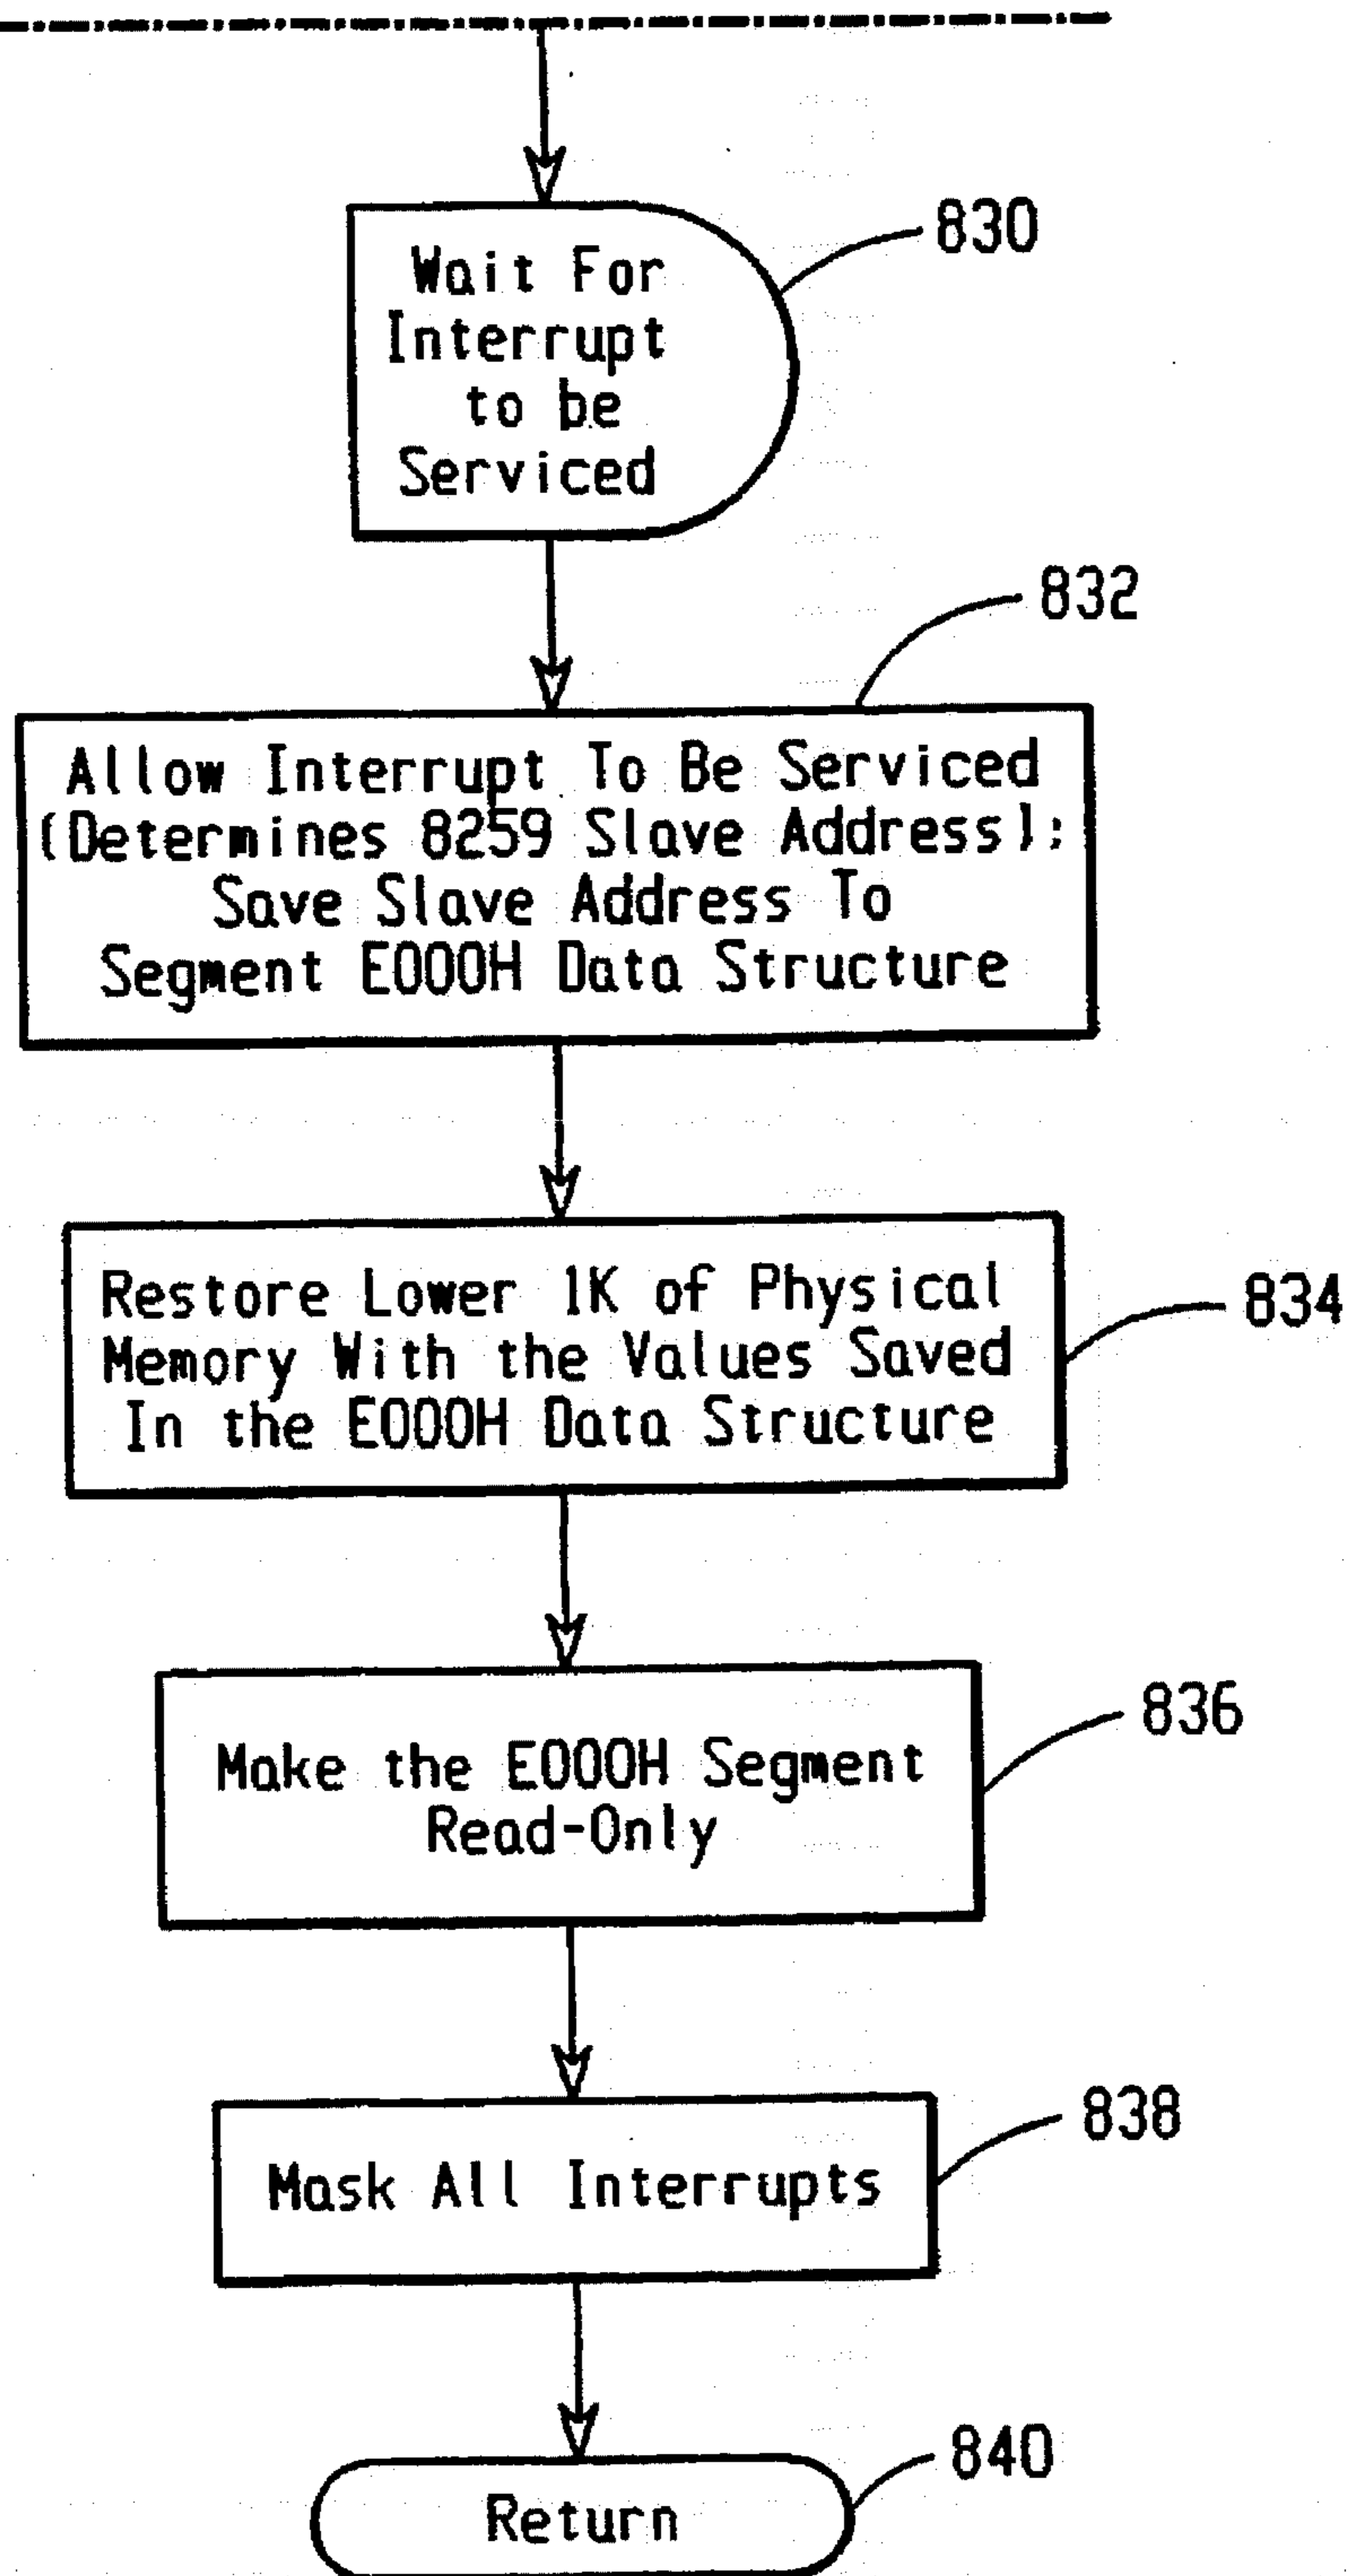 Wait For
Interrupt
to be
Serviced
830
832
Allow Interrupt To Be Serviced
(Determines 8259 Slave Address);
Save Slave Address To
Segment E000H Data Structure
Restore Lower 1K of Physical
Memory With the Values Saved
In the E000H Data Structure
834
Make the E000H Segment
Read-Only
836
Mask All Interrupts
838
Return
840